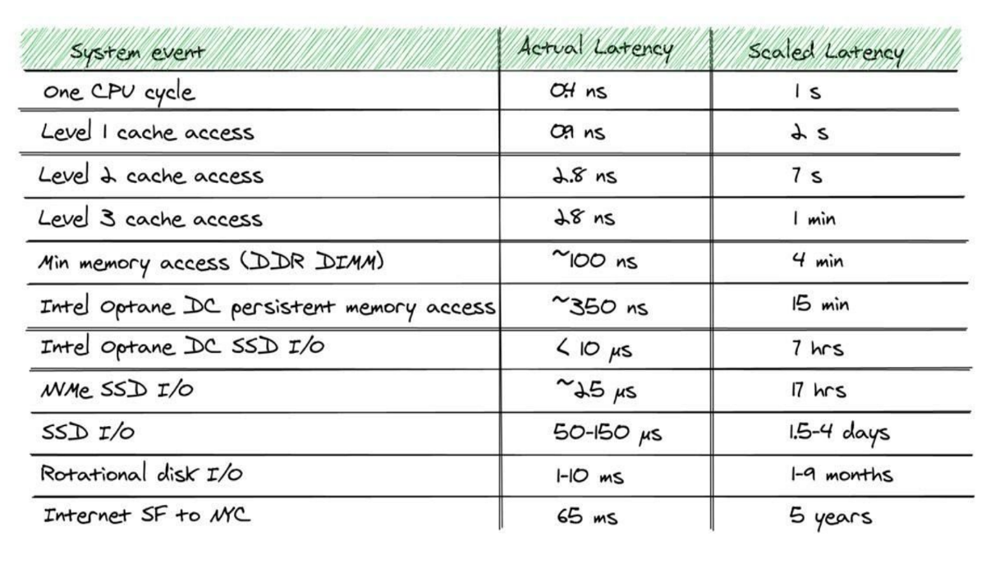 System event Actual Latency Scaled Latency
One CPU cycle 0.4 ns 1 s
Level 1 cache access 0.9 ns 2 s
Level 2 cache access 2.8 ns 7 s
Level 3 cache access 28 ns 1 min
Min memory access (DDR DIMM) ~100 ns 4 min
Intel Optane DC persistent memory access ~350 ns 15 min
Intel Optane DC SSD I/O < 10 μs 7 hrs
NVMe SSD I/O ~25 μs 17 hrs
SSD I/O 50-150 μs 1.5-4 days
Rotational disk I/O 1-10 ms 1-9 months
Internet SF to NYC 65 ms 5 years